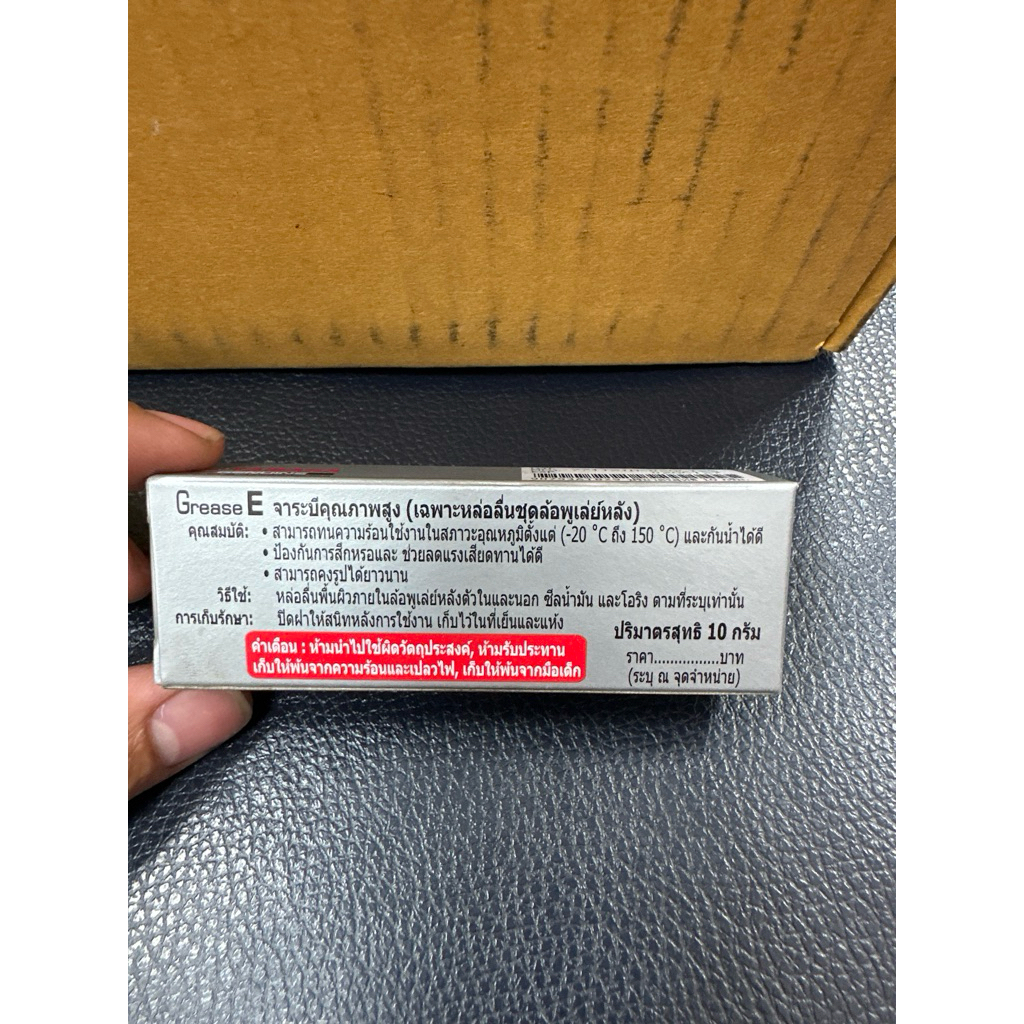 Grease E จาระบีคุณภาพสูง (เฉพาะหล่อลื่นชุดล้อพูเล่ย์หลัง)
คุณสมบัติ: • สามารถทนความร้อนใช้งานในสภาวะอุณหภูมิตั้งแต่ (-20 °C ถึง 150 °C) และกันน้ำได้ดี
• ป้องกันการสึกหรอและ ช่วยลดแรงเสียดทานได้ดี
• สามารถคงรูปได้ยาวนาน
วิธีใช้: หล่อลื่นพื้นผิวภายในล้อพูเล่ย์หลังตัวในและนอก ซีลน้ำมัน และโอริง ตามที่ระบุเท่านั้น
การเก็บรักษา: ปิดฝาให้สนิทหลังการใช้งาน เก็บไว้ในที่เย็นและแห้ง
คำเตือน : ห้ามนำไปใช้ผิดวัตถุประสงค์, ห้ามรับประทาน
เก็บให้พ้นจากความร้อนและเปลวไฟ, เก็บให้พ้นจากมือเด็ก
ปริมาตรสุทธิ 10 กรัม
ราคา................บาท
(ระบุ ณ จุดจำหน่าย)